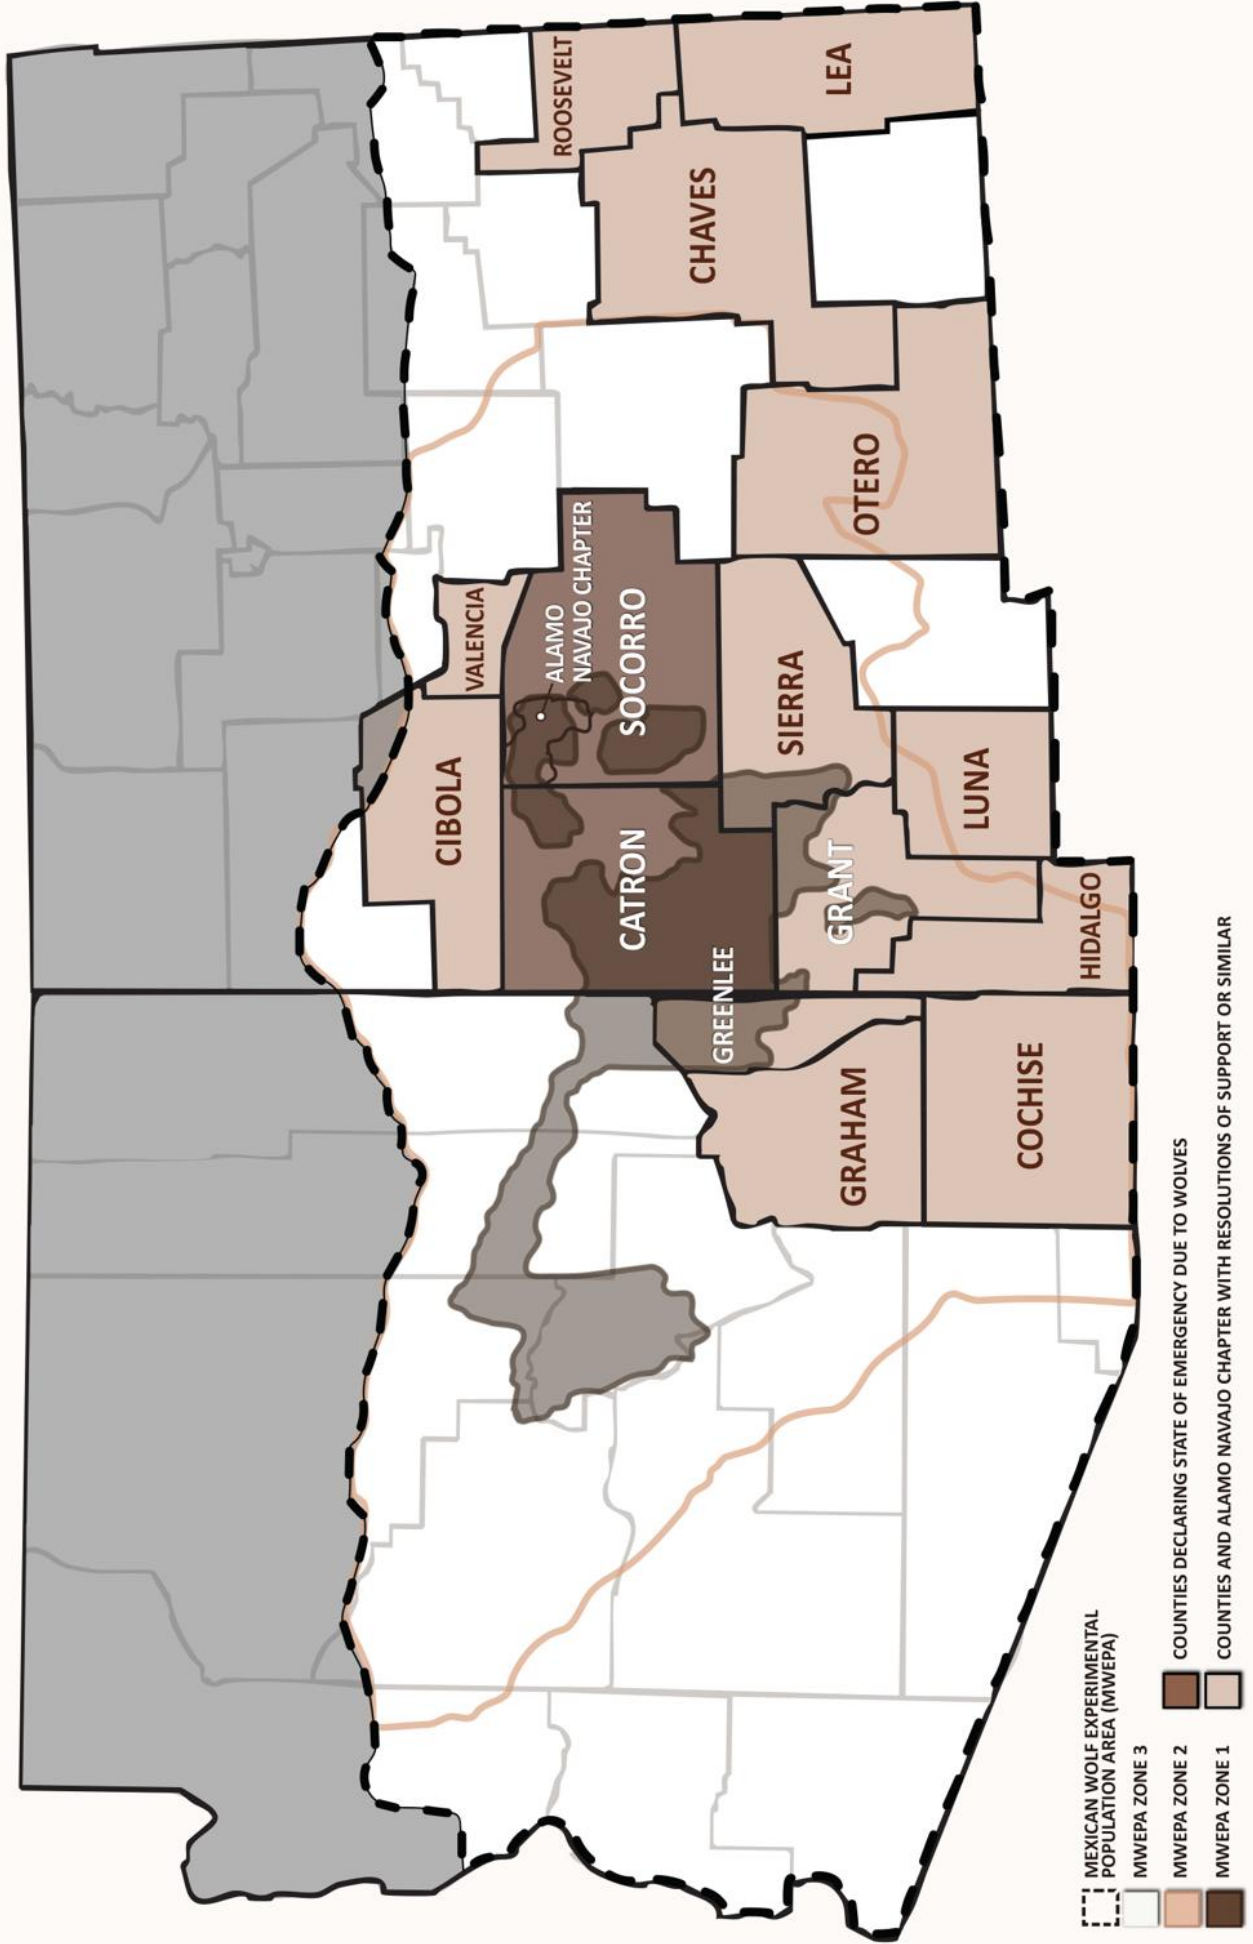 CIBOLA
VALENCIA
ROOSEVELT
ALAMO
NAVAJO CHAPTER
CATRON
SOCORRO
CHAVES
LEA
GREENLEE
GRANT
SIERRA
OTERO
GRAHAM
LUNA
COCHISE
HIDALGO
MEXICAN WOLF EXPERIMENTAL
POPULATION AREA (MWEPA)
MWEPA ZONE 3
MWEPA ZONE 2
MWEPA ZONE 1
COUNTIES DECLARING STATE OF EMERGENCY DUE TO WOLVES
COUNTIES AND ALAMO NAVAJO CHAPTER WITH RESOLUTIONS OF SUPPORT OR SIMILAR